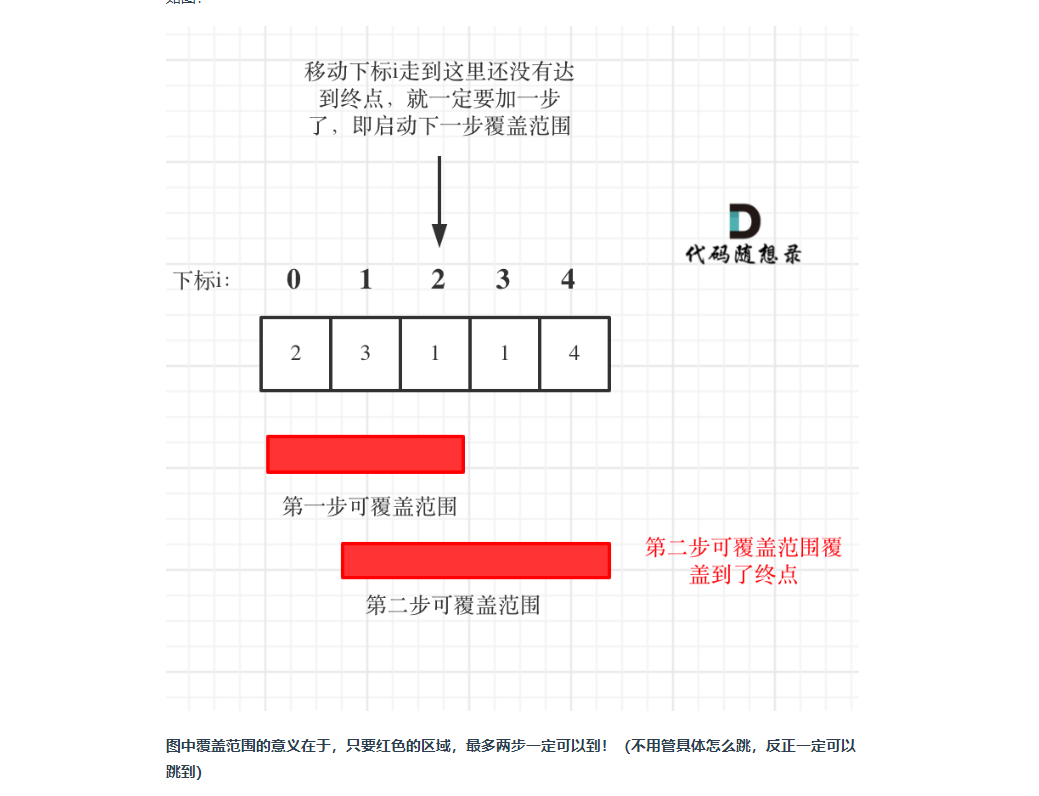 如图：
移动下标i走到这里还没有达
到终点，就一定要加一步
了，即启动下一步覆盖范围
代码随想录
下标i： 0 1 2 3 4
2 3 1 1 4
第一步可覆盖范围
第二步可覆盖范围覆
盖到了终点
第二步可覆盖范围
图中覆盖范围的意义在于，只要红色的区域，最多两步一定可以到！（不用管具体怎么跳，反正一定可以
跳到)